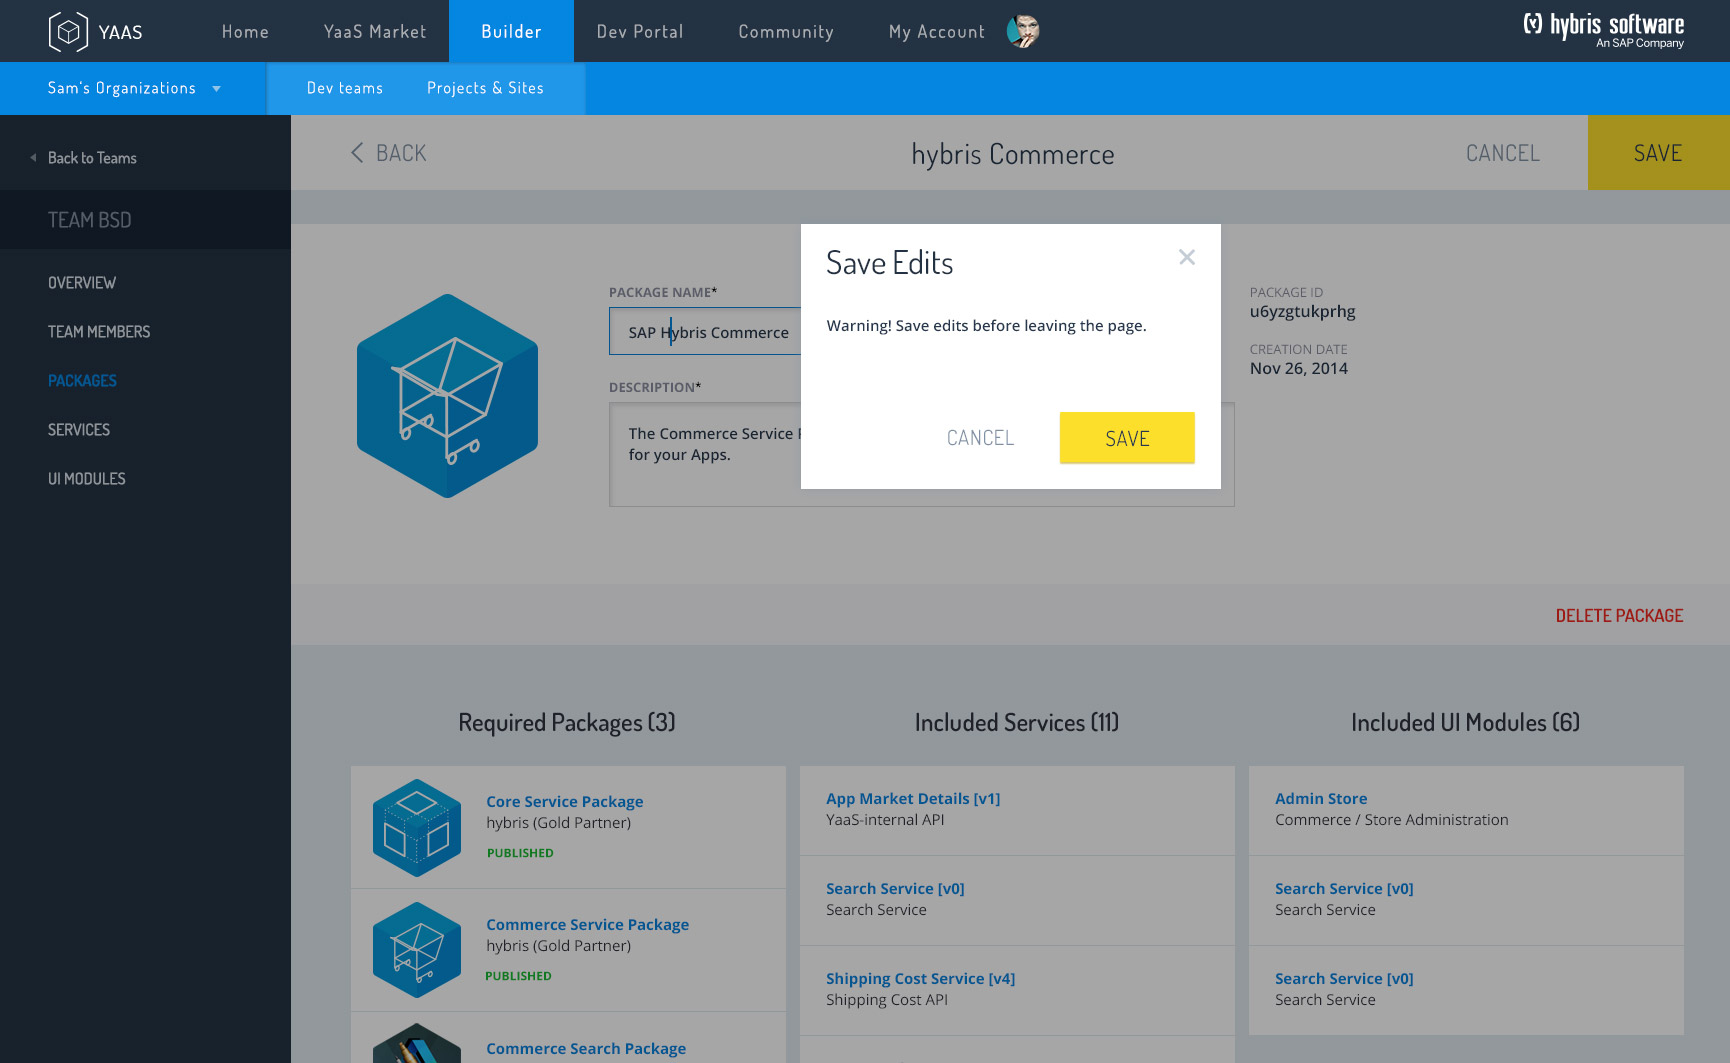 YAAS
Home
YaaS Market
Builder
Dev Portal
Community
My Account
hybris software
An SAP Company
Sam's Organizations
Dev teams
Projects & Sites
Back to Teams
TEAM BSD
OVERVIEW
TEAM MEMBERS
PACKAGES
SERVICES
UI MODULES
BACK
hybris Commerce
CANCEL
SAVE
PACKAGE NAME*
SAP Hybris Commerce
DESCRIPTION*
The Commerce Service
for your Apps.
Save Edits
Warning! Save edits before leaving the page.
CANCEL
SAVE
PACKAGE ID
u6yzgtukprhg
CREATION DATE
Nov 26, 2014
DELETE PACKAGE
Required Packages (3)
Core Service Package
hybris (Gold Partner)
PUBLISHED
Commerce Service Package
hybris (Gold Partner)
PUBLISHED
Commerce Search Package
Included Services (11)
App Market Details [v1]
YaaS-internal API
Search Service [v0]
Search Service
Shipping Cost Service [v4]
Shipping Cost API
Included UI Modules (6)
Admin Store
Commerce / Store Administration
Search Service [v0]
Search Service
Search Service [v0]
Search Service